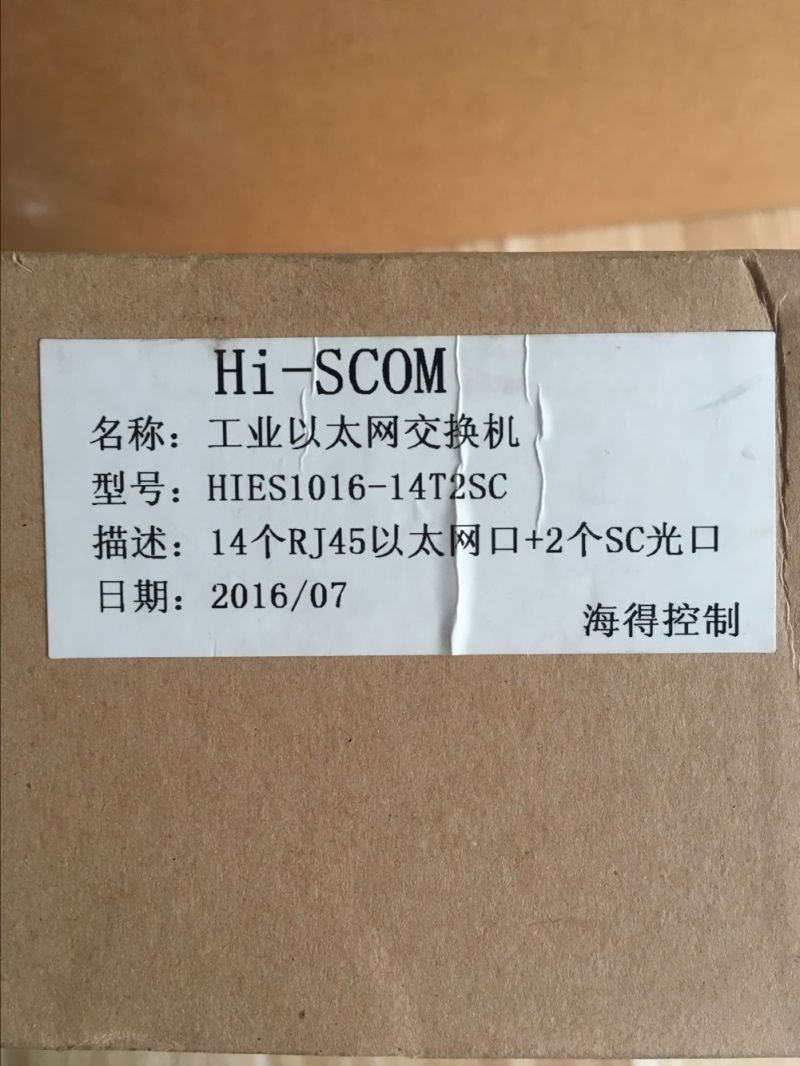 Hi-SCOM
名称：工业以太网交换机
型号：HIES1016-14T2SC
描述：14个RJ45以太网口+2个SC光口
日期：2016/07
海得控制